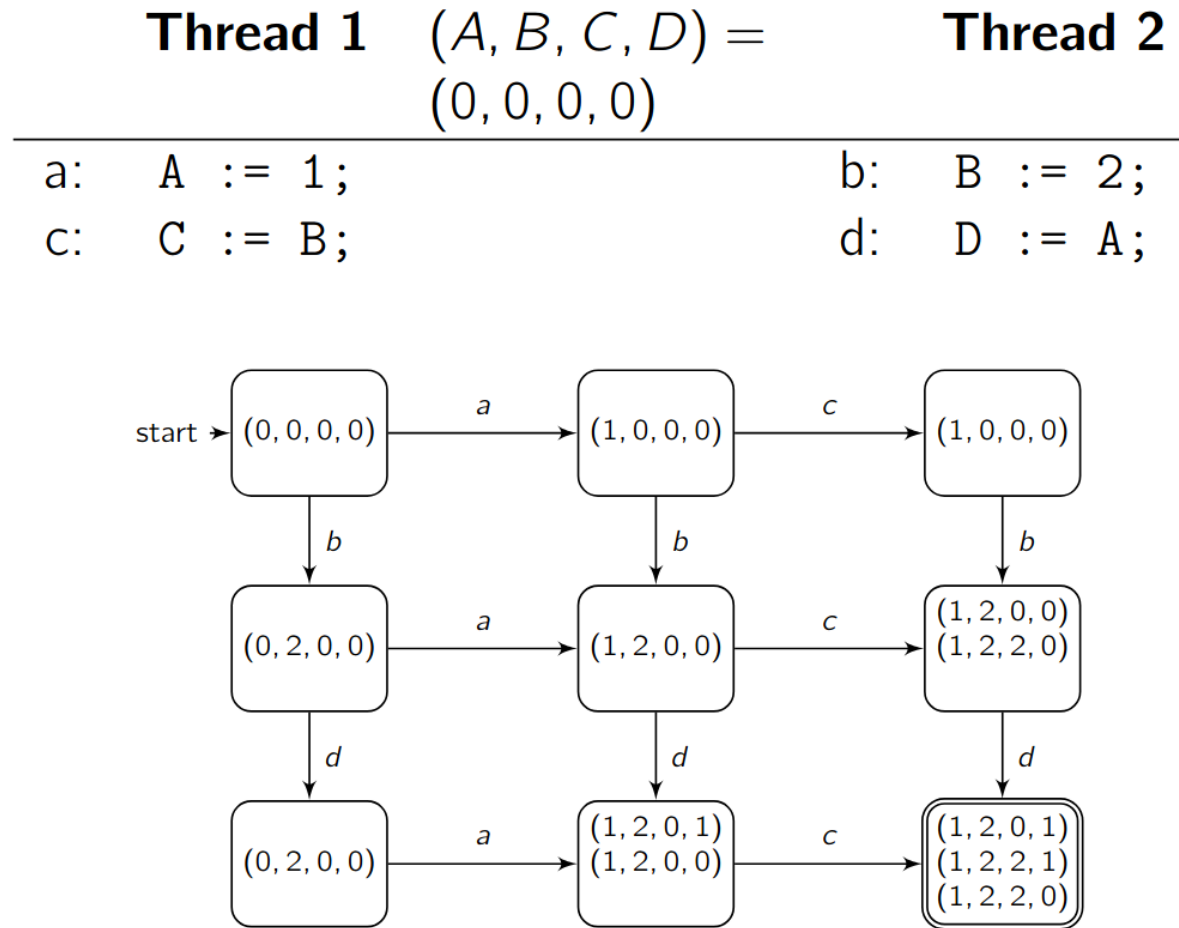 Thread 1 (A, B, C, D) = Thread 2
(0, 0, 0, 0)
a: A := 1; b: B := 2;
c: C := B; d: D := A;
start (0, 0, 0, 0) a (1, 0, 0, 0) c (1, 0, 0, 0)
b b b
(0, 2, 0, 0) a (1, 2, 0, 0) c (1, 2, 0, 0)
(1, 2, 2, 0)
d d d
(0, 2, 0, 0) a (1, 2, 0, 1) c (1, 2, 0, 1)
(1, 2, 0, 0) (1, 2, 2, 1)
(1, 2, 2, 0)